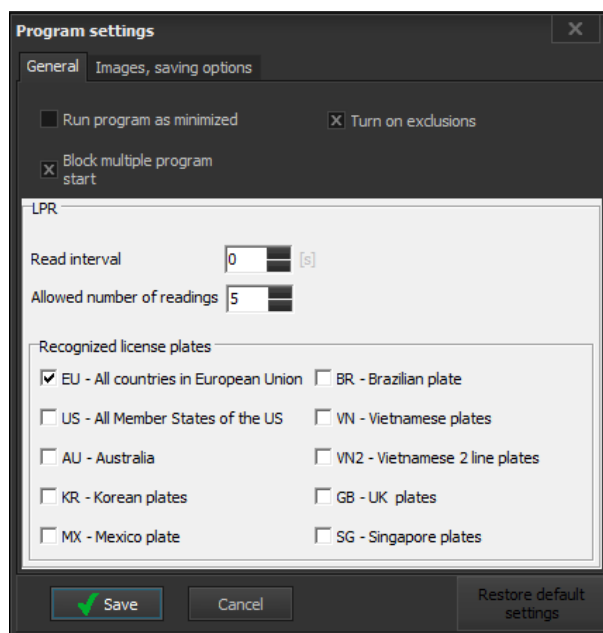 Program settings
General Images, saving options
Run program as minimized
Turn on exclusions
Block multiple program
start
LPR
Read interval 0 [s]
Allowed number of readings 5
Recognized license plates
EU - All countries in European Union
BR - Brazilian plate
US - All Member States of the US
VN - Vietnamese plates
AU - Australia
VN2 - Vietnamese 2 line plates
KR - Korean plates
GB - UK plates
MX - Mexico plate
SG - Singapore plates
Save
Cancel
Restore default
settings